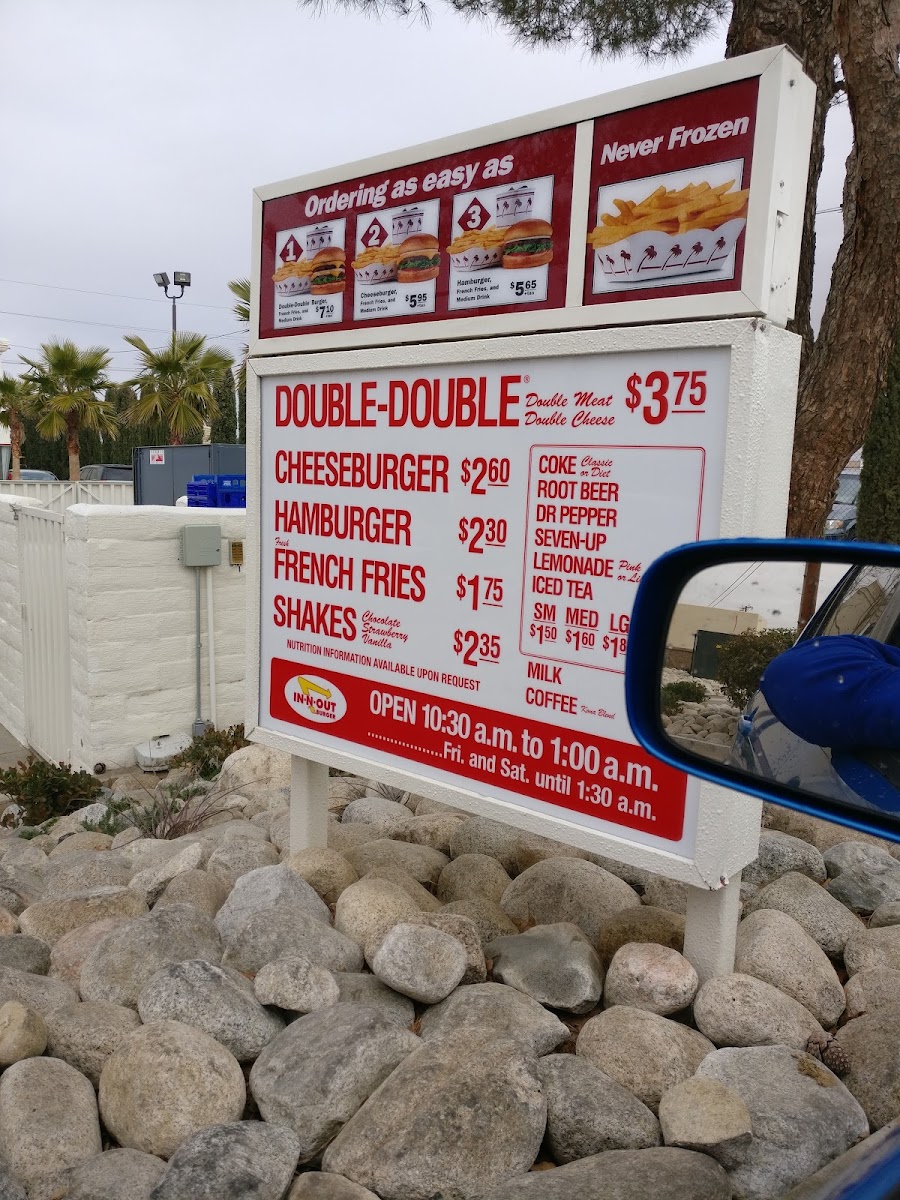 Ordering as easy as
1
Double-Double Burger,
French Fries, and
Medium Drink
$7.10
2
Cheeseburger,
French Fries, and
Medium Drink
$5.95
3
Hamburger,
French Fries, and
Medium Drink
$5.65
Never Frozen
DOUBLE-DOUBLE® Double Meat Double Cheese $3.75
CHEESEBURGER $2.60
HAMBURGER $2.30
Fresh
FRENCH FRIES $1.75
SHAKES Chocolate Strawberry Vanilla $2.35
NUTRITION INFORMATION AVAILABLE UPON REQUEST
COKE Classic or Diet
ROOT BEER
DR PEPPER
SEVEN-UP
LEMONADE Pink or
ICED TEA
SM MED LG
$1.50 $1.60
MILK
COFFEE Kona Blend
IN-N-OUT
BURGER
OPEN 10:30 a.m. to 1:00 a.m.
..................Fri. and Sat. until 1:30 a.m.